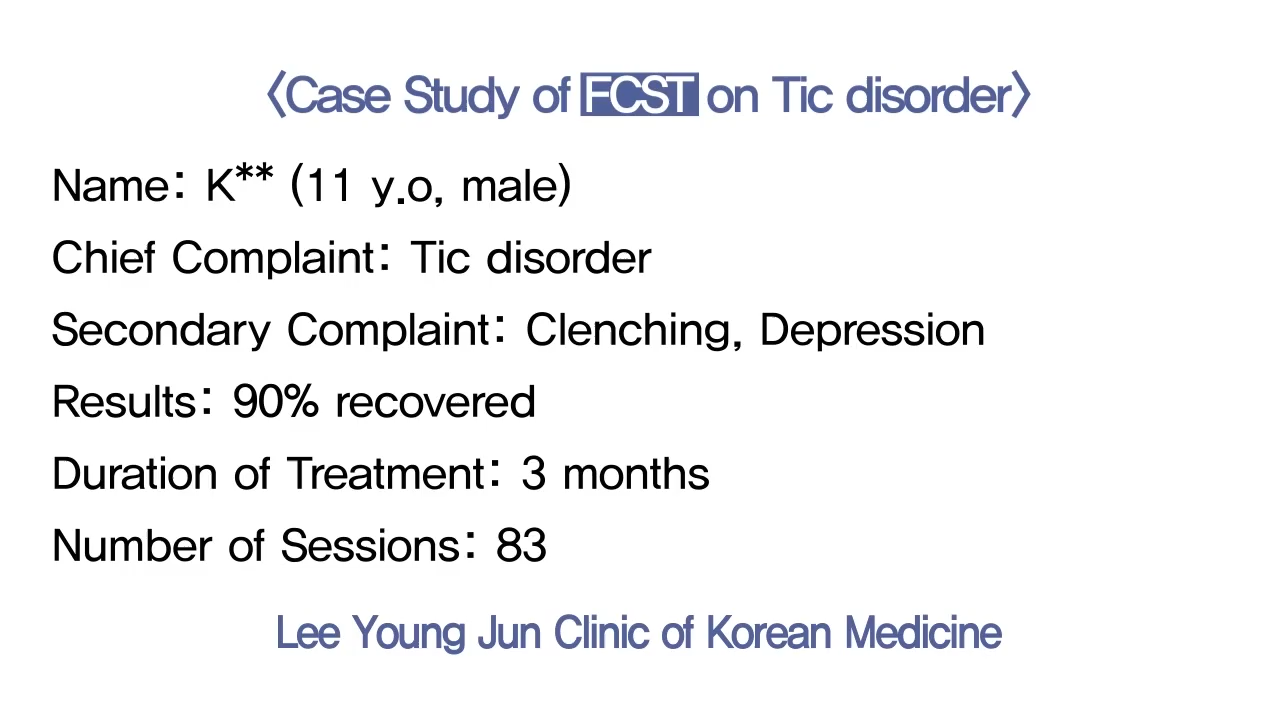 〈Case Study of FCST on Tic disorder〉
Name: K** (11 y.o, male)
Chief Complaint: Tic disorder
Secondary Complaint: Clenching, Depression
Results: 90% recovered
Duration of Treatment: 3 months
Number of Sessions: 83
Lee Young Jun Clinic of Korean Medicine